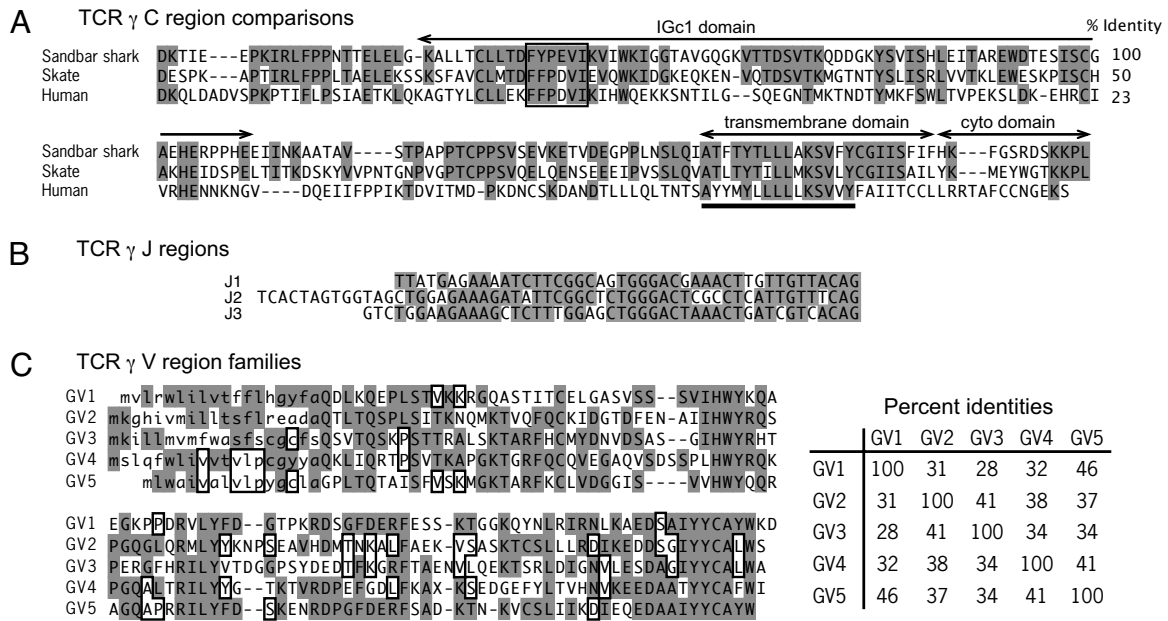 A TCR γ C region comparisons
IGc1 domain
% Identity
Sandbar shark DKTIE---EPKIRLFPPNTTELELG-KALLTCLLTDFYPEVIKVIWKIGGTAVGQGKVTTDSVTKQDDGKYSVISHLEITAREWDTESISCG 100
Skate DESPK---APTIRLFPPLTAELEKSSKSFAVCLMTDFFPDVIEVQWKIDGKEQKEN-VQTDSVTKMGTNTYSLISRLVVTKLEWESKPISCH 50
Human DKQLDADVSPKPTIFLPSIAETKLQKAGTYLCLLEKFFPDVIKIHWQEKKSNTILG--SQEGNTMKTNDTYMKFSWLTVPEKSLDK-EHRCI 23
transmembrane domain cyto domain
Sandbar shark AEHERPPHEEIINKAATAV----STPAPPTCPPSVSEVKETVDEGPPLNSLQIATFTYTLLLAKSVFYCGIISFIFHK---FGSRDSKKPL
Skate AKHEIDSPELTITKDSKYVVPNTGNPVGPTCPPSVQELQENSEEEIPVSSLQVATLTYTILLMKSLVYCGIISAILYK---MEYWGTKKPL
Human VRHENNKNGV----DQEIIFPPIKTDVITMD-PKDNCSKDANDTLLLQLTNTSAYYMYLLLLLKSVVYFAIITCCLLRRTAFCCNGEKS
B TCR γ J regions
J1 TTATGAGAAAATCTTCGGCAGTGGGACGAAACTTGTTGTTACAG
J2 TCACTAGTGGTAGCTGGAGAAAGATATTCGGCTCTGGGACTCGCCTCATTGTTTCAG
J3 GTCTGGAAGAAAGCTCTTTGGAGCTGGGACTAAACTGATCGTCACAG
C TCR γ V region families
GV1 mvlrwlilvtfflhgyfaQDLKQEPLSTVKKRGQASTITCELGASVSS--SVIHWYKQA
GV2 mkghivmilltsflreadaQTLTQSPLSITKNQMKTVQFQCKIDGTDFEN-AIIHWYRQS
GV3 mkillmvmfwasfscgcfsQSVTQSKPSTTRALSKTARFHCMYDNVDSAS--GIHWYRHT
GV4 mslqfwlivvtvlpcgyyaQKLIQRTPSVTKAPGKTGRFQCQVEGAQVSDSSPLHWYRQK
GV5 mlwaivalvlpygclaGPLTQTAISFVSKMGKTARFKCLVDGGIS----VVHWYQQR
GV1 EGKPPDRVLYFD--GTPKRDSGFDERFESS-KTGGKQYNLRIRNLKAEDSAIYYCAYWKD
GV2 PGQGLQRMLYYKNPSEAVHDMTNKALFAEK-VSASKTCSLLLRDIKEDDSGIYYCALWS
GV3 PERGFHRILYVTDGGPSYDEDTFKGRFTAENVLQEKTSRLDIGNVLESDAGIYYCALWA
GV4 PGQALTRILYYG--TKTVRDPEFGDLFKAX-KSEDGEFYLTVHNVKEEDAATYYCAFWI
GV5 AGQAPRRILYFD--SKENRDPGFDERFSAD-KTN-KVCSLIIKDIEQEDAAIYYCAYW
Percent identities
GV1 GV2 GV3 GV4 GV5
GV1 100 31 28 32 46
GV2 31 100 41 38 37
GV3 28 41 100 34 34
GV4 32 38 34 100 41
GV5 46 37 34 41 100